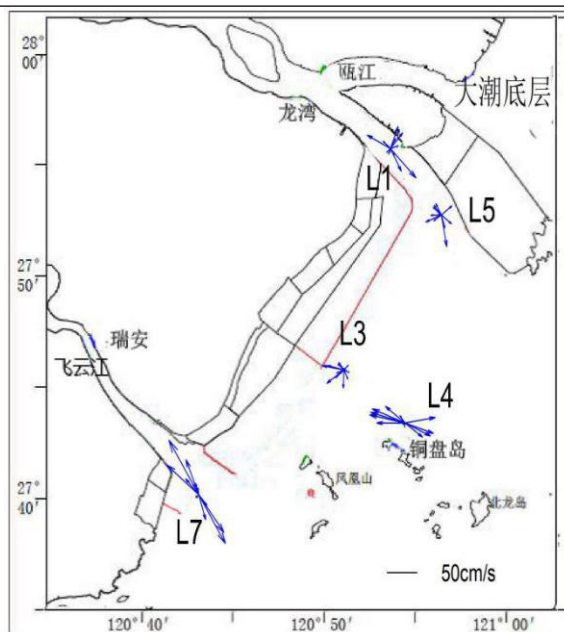 28°
00'
瓯江
大潮底层
龙湾
L1
L5
27°
50'
L3
瑞安
飞云江
L4
铜盘岛
27°
40'
凤凰山
北龙岛
L7
50cm/s
120°40'
120°50'
121°00'